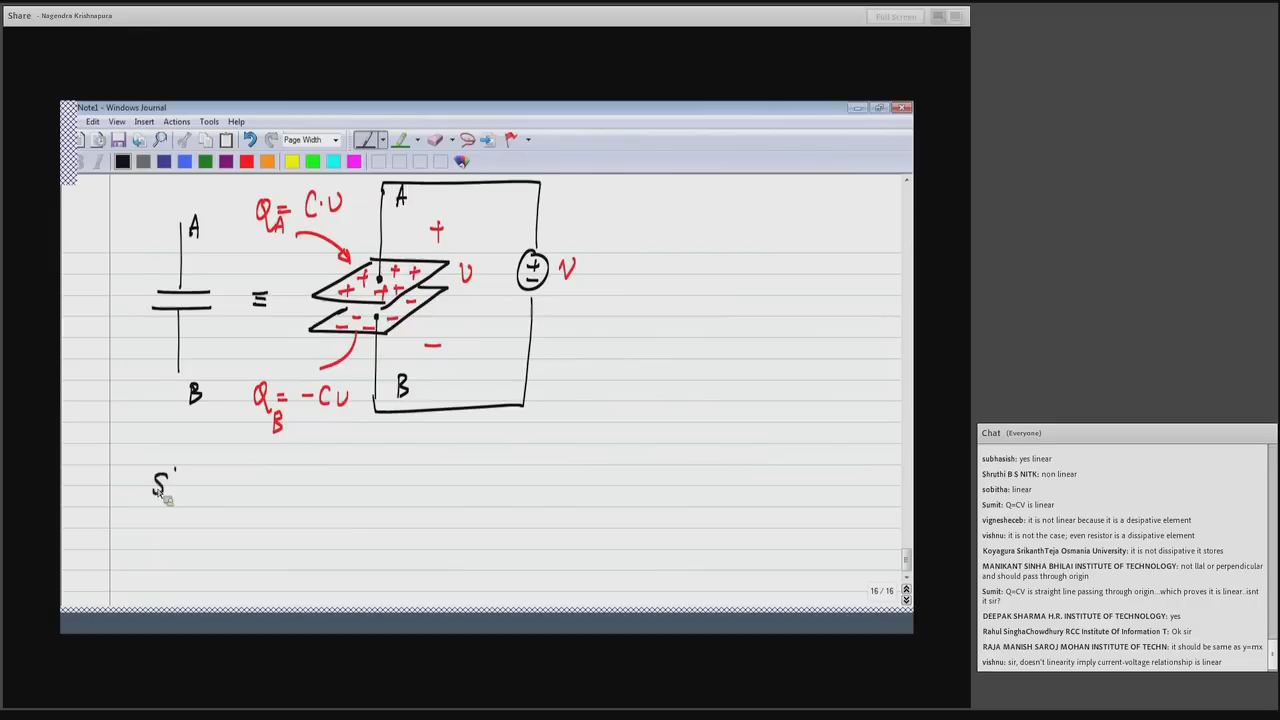 Share - Nagendra Krishnapura
Full Screen
Note1 - Windows Journal
Edit View Insert Actions Tools Help
Page Width
A
Q_A = C·V
A
+
V
V
-
B
Q_B = -CV
B
S
16 / 16
Chat (Everyone)
subhasish: yes linear
Shruthi B S NITK: non linear
sobitha: linear
Sumit: Q=CV is linear
vignesheceb: it is not linear because it is a desipative element
vishnu: it is not the case; even resistor is a dissipative element
Koyagura SrikanthTeja Osmania University: it is not dissipative it stores
MANIKANT SINHA BHILAI INSTITUTE OF TECHNOLOGY: not llal or perpendicular
and should pass through origin
Sumit: Q=CV is straight line passing through origin...which proves it is linear..isnt
it sir?
DEEPAK SHARMA H.R. INSTITUTE OF TECHNOLOGY: yes
Rahul SinghaChowdhury RCC Institute Of Information T: Ok sir
RAJA MANISH SAROJ MOHAN INSTITUTE OF TECHN: it should be same as y=mx
vishnu: sir, doesn't linearity imply current-voltage relationship is linear